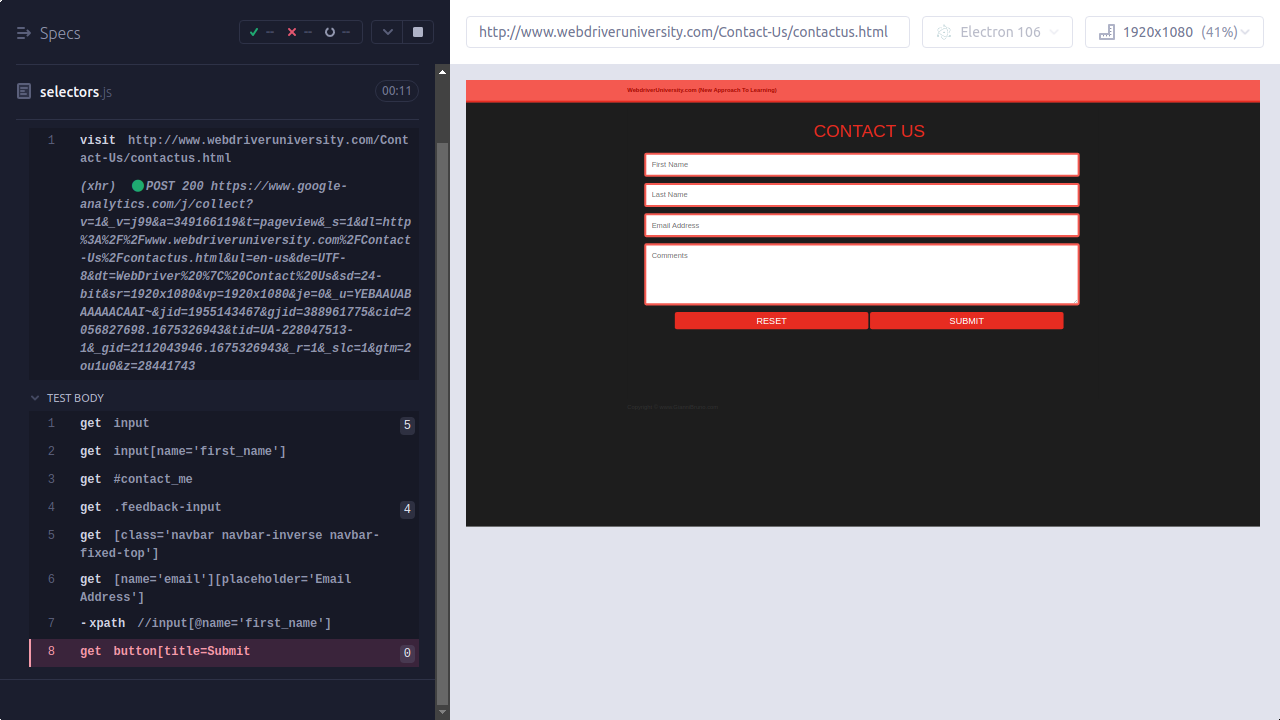 Specs
-- -- --
selectors.js 00:11
1 visit http://www.webdriveruniversity.com/Cont
act-Us/contactus.html
(xhr) POST 200 https://www.google-
analytics.com/j/collect?
v=1&_v=j99&a=349166119&t=pageview&_s=1&dl=http
%3A%2F%2Fwww.webdriveruniversity.com%2FContact
-Us%2Fcontactus.html&ul=en-us&de=UTF-
8&dt=WebDriver%20%7C%20Contact%20Us&sd=24-
bit&sr=1920x1080&vp=1920x1080&je=0&_u=YEBAAUAB
AAAAACAAI~&jid=1955143467&gjid=388961775&cid=2
056827698.1675326943&tid=UA-228047513-
1&_gid=2112043946.1675326943&_r=1&_slc=1&gtm=2
ou1u0&z=28441743
TEST BODY
1 get input 5
2 get input[name='first_name']
3 get #contact_me
4 get .feedback-input 4
5 get [class='navbar navbar-inverse navbar-
fixed-top']
6 get [name='email'][placeholder='Email
Address']
7 -xpath //input[@name='first_name']
8 get button[title=Submit 0
http://www.webdriveruniversity.com/Contact-Us/contactus.html
Electron 106
1920x1080 (41%)
WebdriverUniversity.com (New Approach To Learning)
CONTACT US
First Name
Last Name
Email Address
Comments
RESET SUBMIT